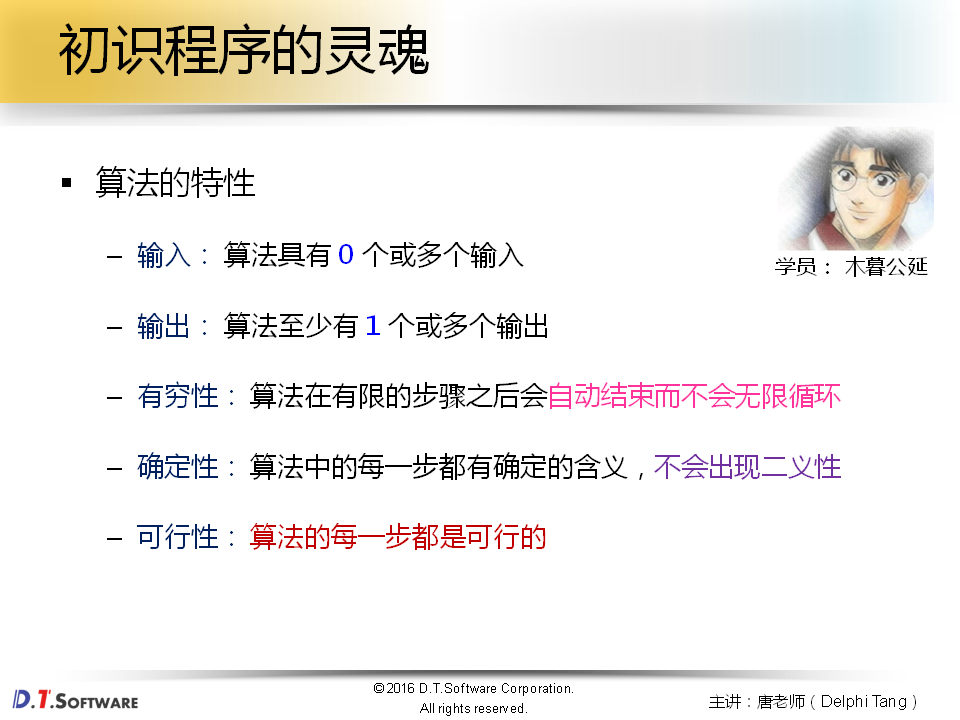 初识程序的灵魂
▪ 算法的特性
– 输入： 算法具有 0 个或多个输入
– 输出： 算法至少有 1 个或多个输出
– 有穷性： 算法在有限的步骤之后会自动结束而不会无限循环
– 确定性： 算法中的每一步都有确定的含义，不会出现二义性
– 可行性： 算法的每一步都是可行的
学员： 木暮公延
D.T.SOFTWARE
©2016 D.T.Software Corporation.
All rights reserved.
主讲：唐老师（Delphi Tang）